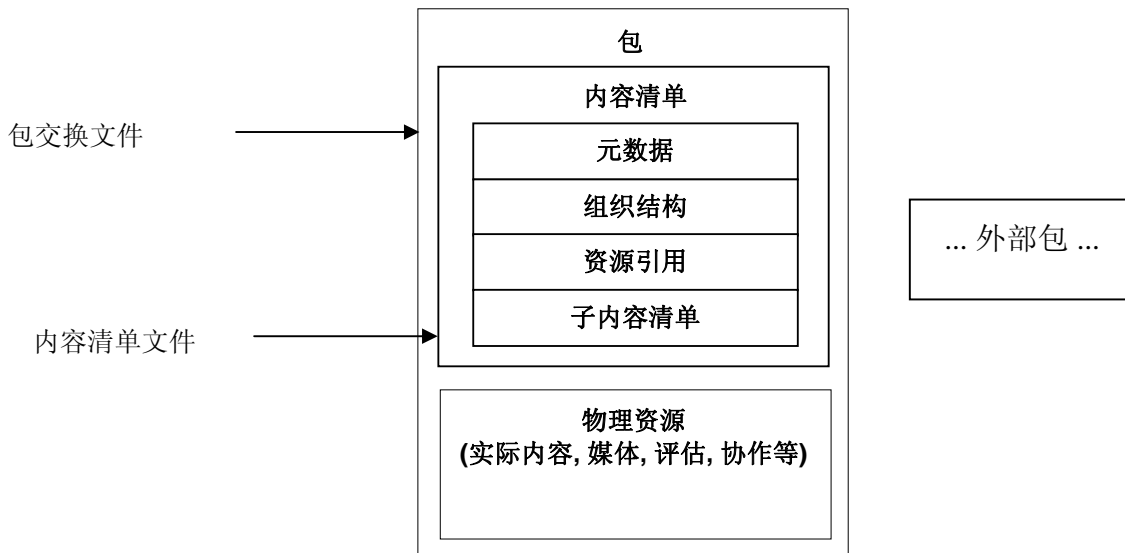 包
内容清单
元数据
组织结构
资源引用
子内容清单
物理资源
(实际内容, 媒体, 评估, 协作等)
包交换文件
内容清单文件
... 外部包 ...